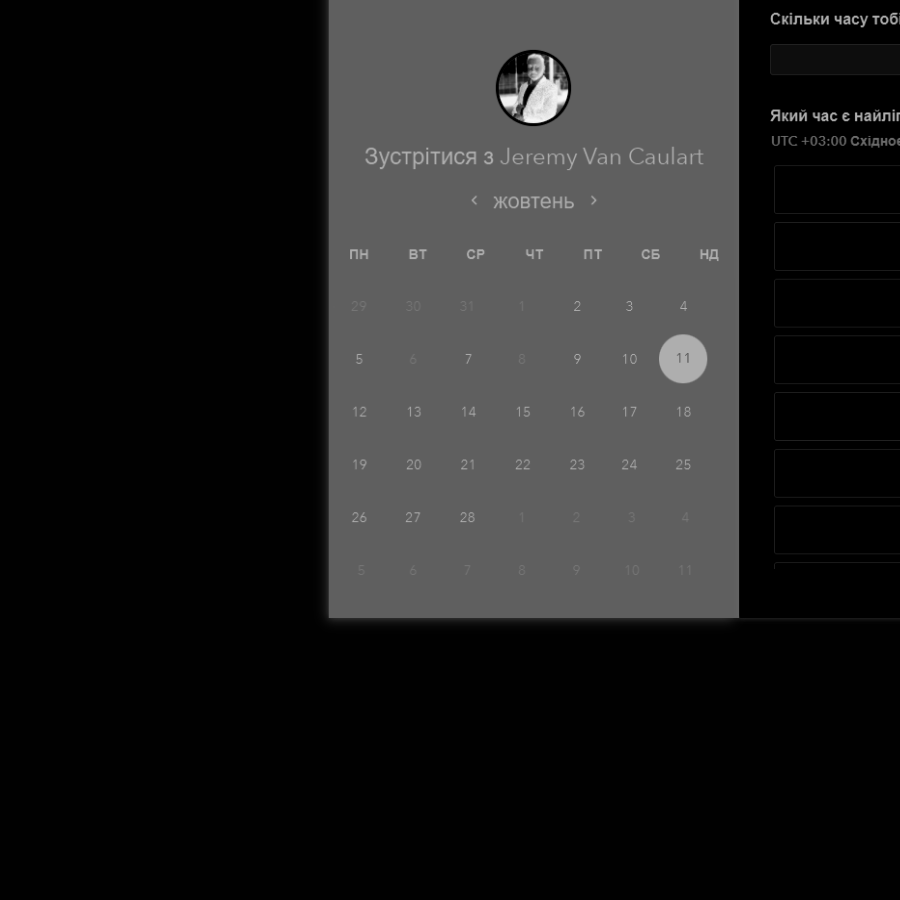 Скільки часу тобі
Який час є найліп
UTC +03:00 Східноє
Зустрітися з Jeremy Van Caulart
жовтень
ПН ВТ СР ЧТ ПТ СБ НД
29 30 31 1 2 3 4
5 6 7 8 9 10 11
12 13 14 15 16 17 18
19 20 21 22 23 24 25
26 27 28 1 2 3 4
5 6 7 8 9 10 11